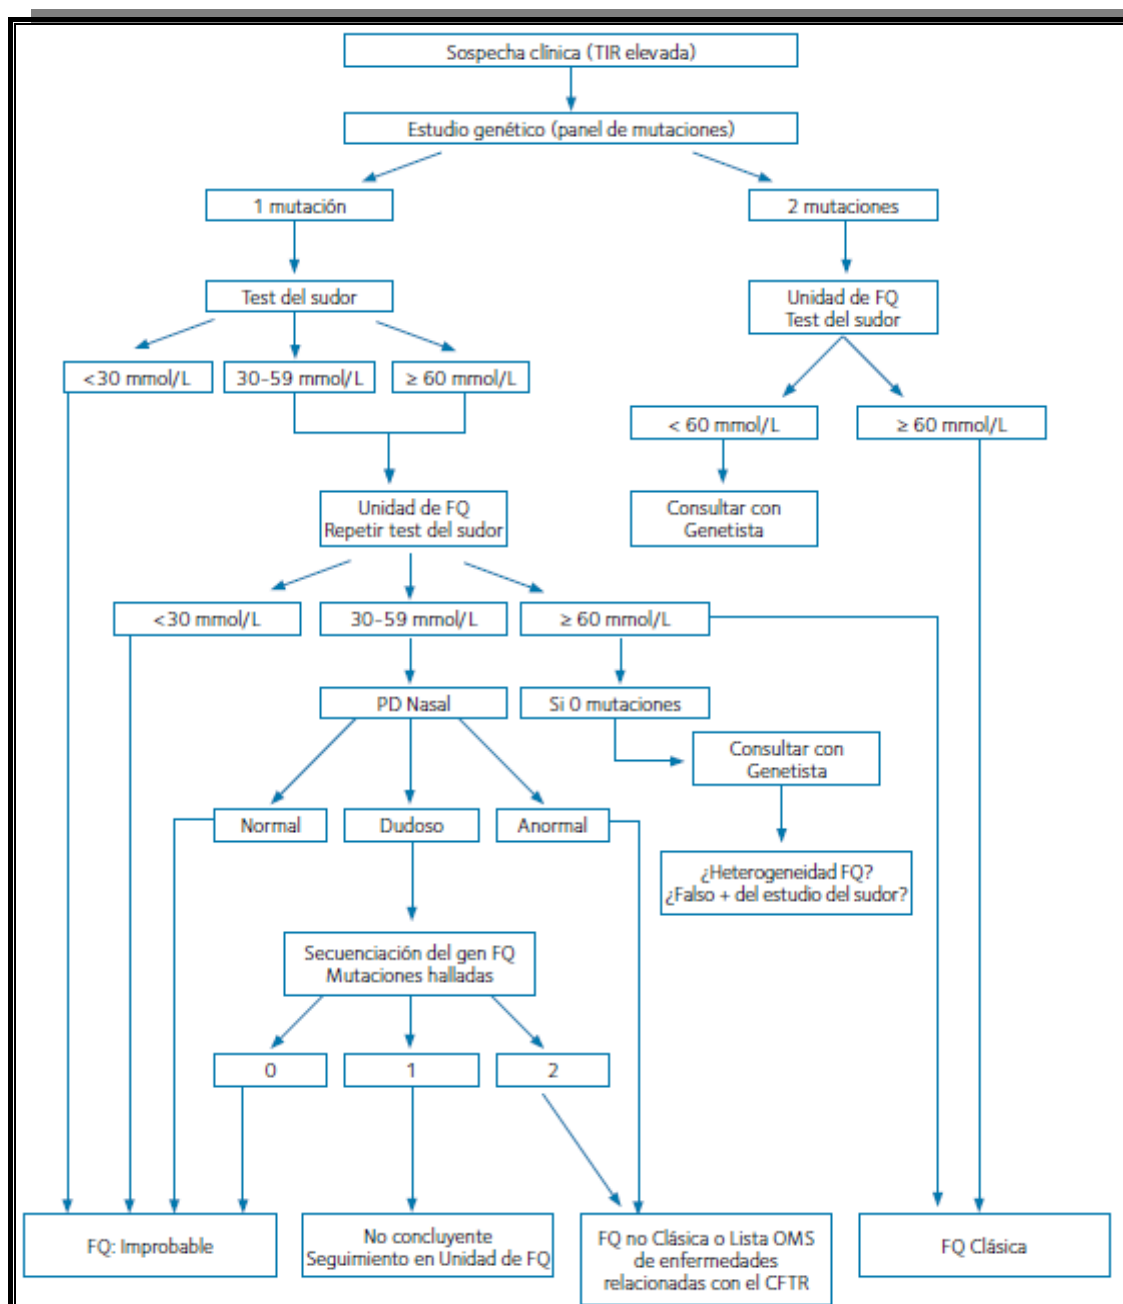 Sospecha clínica (TIR elevada)
Estudio genético (panel de mutaciones)
1 mutación
2 mutaciones
Test del sudor
Unidad de FQ
Test del sudor
<30 mmol/L
30-59 mmol/L
≥ 60 mmol/L
< 60 mmol/L
≥ 60 mmol/L
Unidad de FQ
Repetir test del sudor
Consultar con
Genetista
<30 mmol/L
30-59 mmol/L
≥ 60 mmol/L
PD Nasal
Si 0 mutaciones
Consultar con
Genetista
Normal
Dudoso
Anormal
¿Heterogeneidad FQ?
¿Falso + del estudio del sudor?
Secuenciación del gen FQ
Mutaciones halladas
0
1
2
FQ: Improbable
No concluyente
Seguimiento en Unidad de FQ
FQ no Clásica o Lista OMS
de enfermedades
relacionadas con el CFTR
FQ Clásica